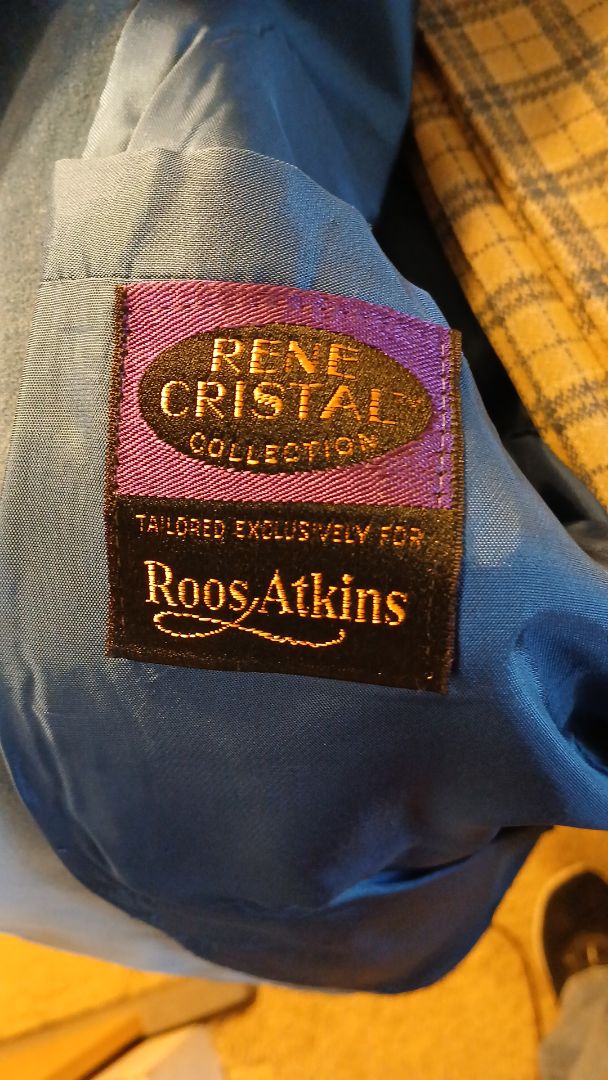 RENE
CRISTAL™
COLLECTION
TAILORED EXCLUSIVELY FOR
Roos Atkins